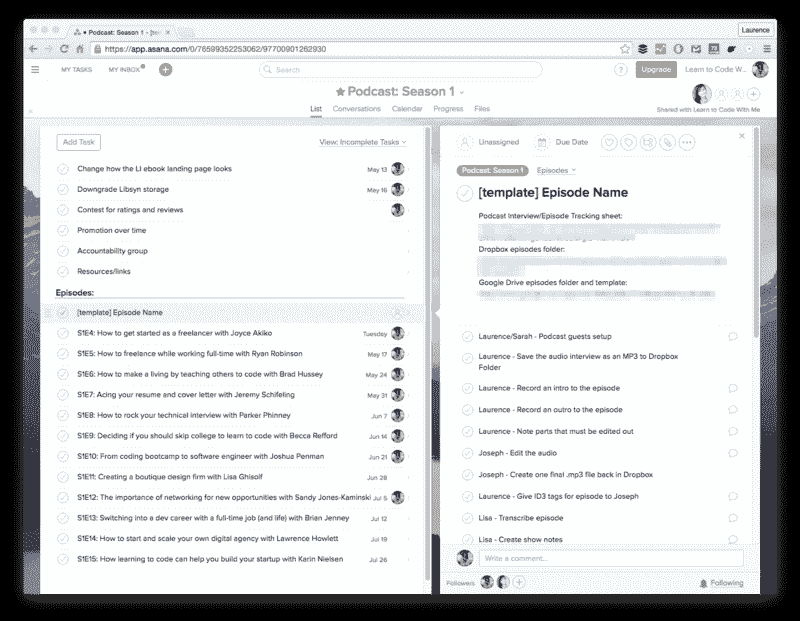 Podcast: Season 1 - [ten
Laurence
https://app.asana.com/0/76599352253062/97700901262930
MY TASKS
MY INBOX
Search
?
Upgrade
Learn to Code W...
Podcast: Season 1
List
Conversations
Calendar
Progress
Files
Shared with Learn to Code With Me
Add Task
View: Incomplete Tasks
Change how the LI ebook landing page looks May 13
Downgrade Libsyn storage May 16
Contest for ratings and reviews
Promotion over time
Accountability group
Resources/links
Episodes:
[template] Episode Name
S1E4: How to get started as a freelancer with Joyce Akiko Tuesday
S1E5: How to freelance while working full-time with Ryan Robinson May 17
S1E6: How to make a living by teaching others to code with Brad Hussey May 24
S1E7: Acing your resume and cover letter with Jeremy Schifeling May 31
S1E8: How to rock your technical interview with Parker Phinney Jun 7
S1E9: Deciding if you should skip college to learn to code with Becca Refford Jun 14
S1E10: From coding bootcamp to software engineer with Joshua Penman Jun 21
S1E11: Creating a boutique design firm with Lisa Ghisolf Jun 28
S1E12: The importance of networking for new opportunities with Sandy Jones-Kaminski Jul 5
S1E13: Switching into a dev career with a full-time job (and life) with Brian Jenney Jul 12
S1E14: How to start and scale your own digital agency with Lawrence Howlett Jul 19
S1E15: How learning to code can help you build your startup with Karin Nielsen Jul 26
Unassigned
Due Date
Podcast: Season 1
Episodes
[template] Episode Name
Podcast Interview/Episode Tracking sheet:
Dropbox episodes folder:
Google Drive episodes folder and template:
Laurence/Sarah - Podcast guests setup
Laurence - Save the audio interview as an MP3 to Dropbox
Folder
Laurence - Record an intro to the episode
Laurence - Record an outro to the episode
Laurence - Note parts that must be edited out
Joseph - Edit the audio
Joseph - Create one final .mp3 file back in Dropbox
Laurence - Give ID3 tags for episode to Joseph
Lisa - Transcribe episode
Lisa - Create show notes
Write a comment...
Followers
Following